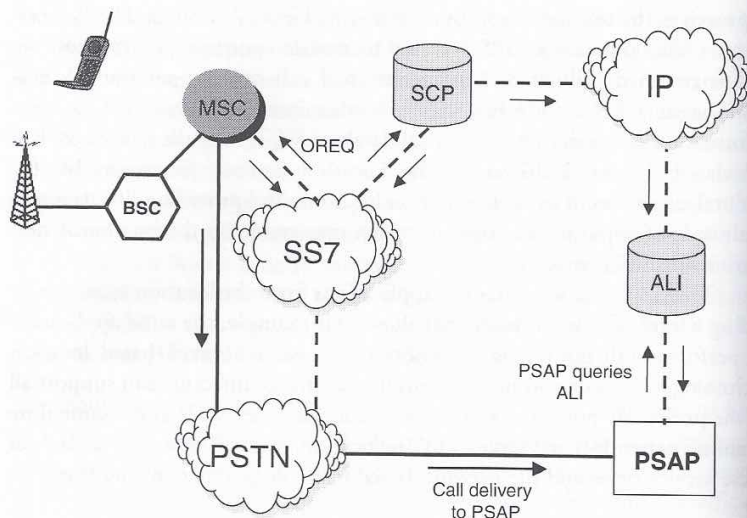 MSC
SCP
IP
OREQ
BSC
SS7
ALI
PSAP queries
ALI
PSTN
PSAP
Call delivery
to PSAP